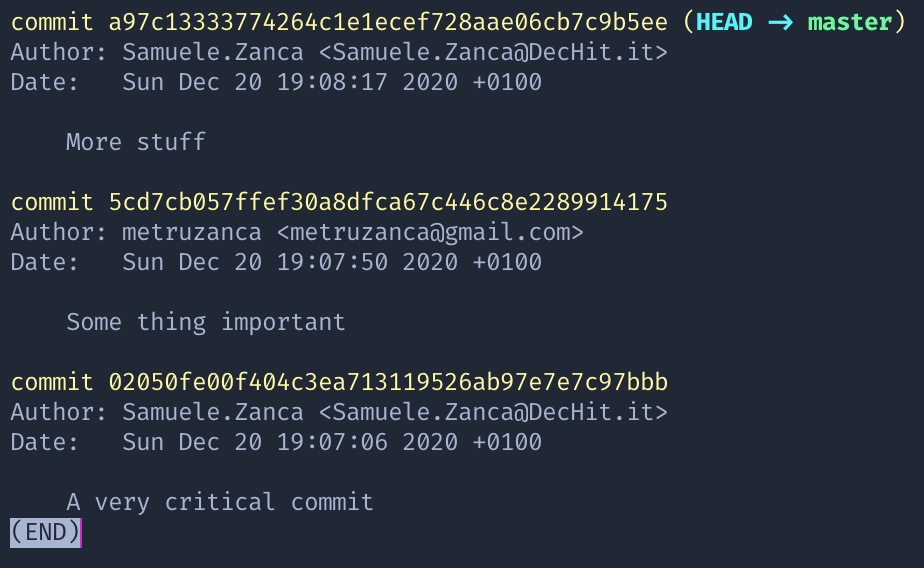 commit a97c13333774264c1e1ecef728aae06cb7c9b5ee (HEAD -> master)
Author: Samuele.Zanca <Samuele.Zanca@DecHit.it>
Date:   Sun Dec 20 19:08:17 2020 +0100
    More stuff
commit 5cd7cb057ffef30a8dfca67c446c8e2289914175
Author: metruzanca <metruzanca@gmail.com>
Date:   Sun Dec 20 19:07:50 2020 +0100
    Some thing important
commit 02050fe00f404c3ea713119526ab97e7e7c97bbb
Author: Samuele.Zanca <Samuele.Zanca@DecHit.it>
Date:   Sun Dec 20 19:07:06 2020 +0100
    A very critical commit
(END)